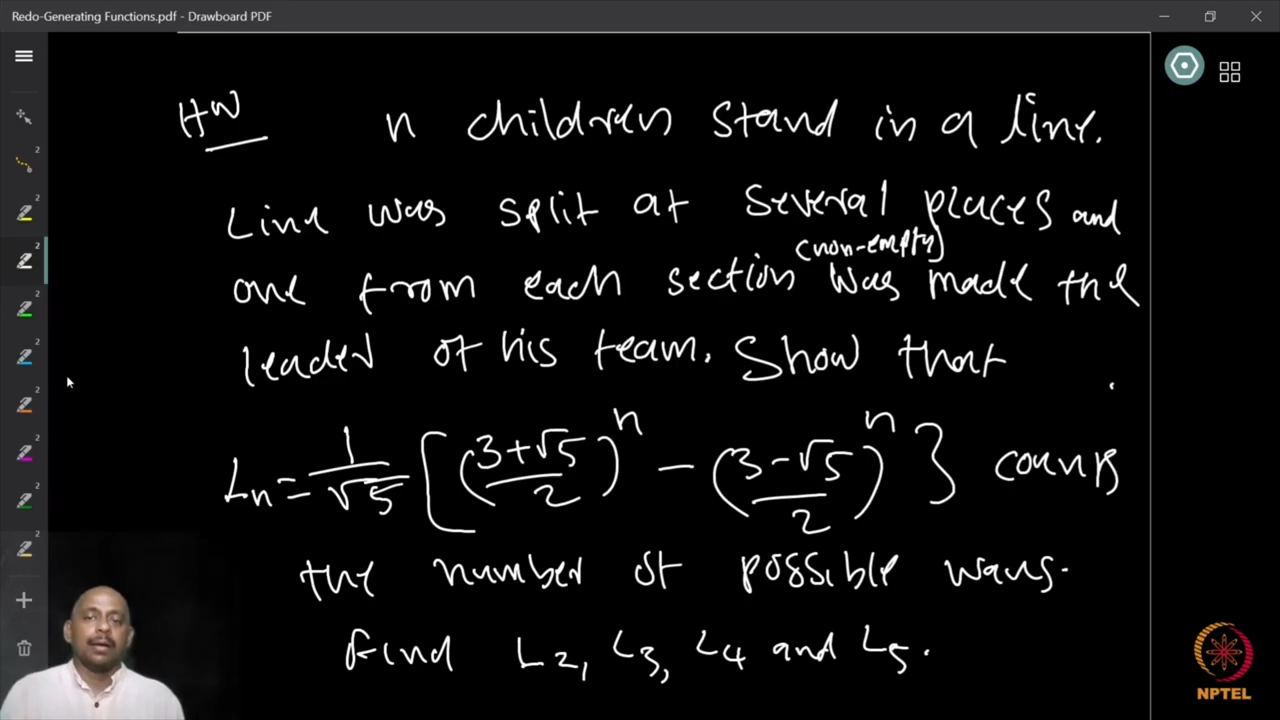 Redo-Generating Functions.pdf - Drawboard PDF
HW n children stand in a line.
Line was split at several places and
(non-empty)
one from each section was made the
leader of his team. Show that
Ln = 1/√5 [ ((3+√5)/2)^n - ((3-√5)/2)^n } counts
the number of possible ways.
Find L2, L3, L4 and L5.
NPTEL